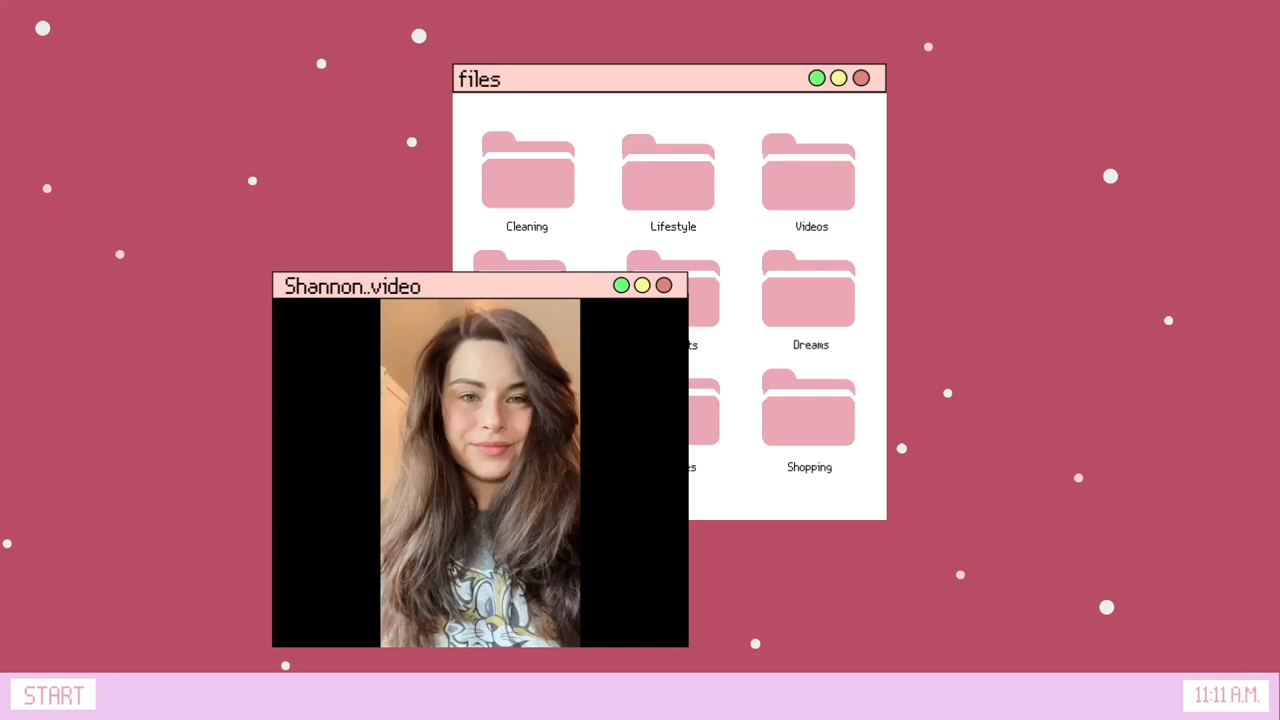 files
Cleaning
Lifestyle
Videos
Shannon..video
Dreams
Shopping
START
11:11 A.M.